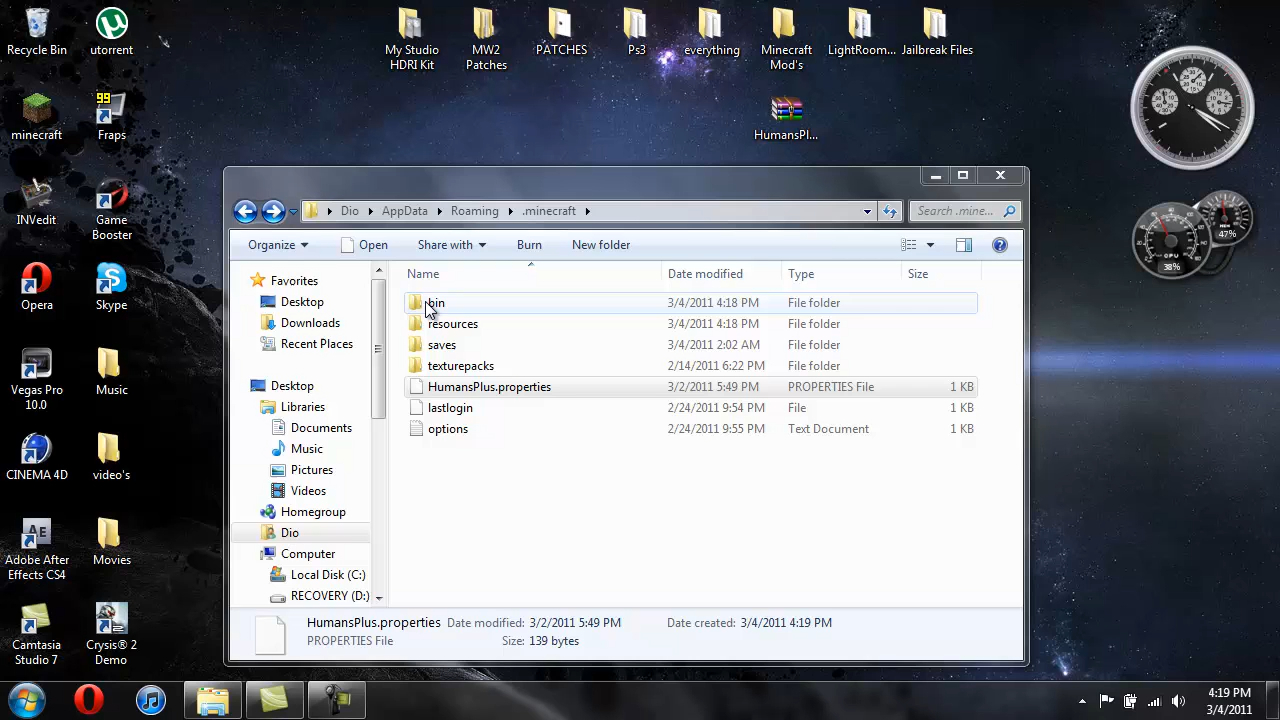 Recycle Bin
utorrent
My Studio
HDRI Kit
MW2
Patches
PATCHES
Ps3
everything
Minecraft
Mod's
LightRoom...
Jailbreak Files
minecraft
99
Fraps
HumansPl...
INVedit
Game
Booster
Opera
Skype
Vegas Pro
10.0
Music
CINEMA 4D
video's
AE
Adobe After
Effects CS4
Movies
Camtasia
Studio 7
Crysis® 2
Demo
Dio
AppData
Roaming
.minecraft
Search .mine...
Organize
Open
Share with
Burn
New folder
Favorites
Desktop
Downloads
Recent Places
Desktop
Libraries
Documents
Music
Pictures
Videos
Homegroup
Dio
Computer
Local Disk (C:)
RECOVERY (D:)
Name Date modified Type Size
bin 3/4/2011 4:18 PM File folder
resources 3/4/2011 4:18 PM File folder
saves 3/4/2011 2:02 AM File folder
texturepacks 2/14/2011 6:22 PM File folder
HumansPlus.properties 3/2/2011 5:49 PM PROPERTIES File 1 KB
lastlogin 2/24/2011 9:54 PM File 1 KB
options 2/24/2011 9:55 PM Text Document 1 KB
HumansPlus.properties Date modified: 3/2/2011 5:49 PM Date created: 3/4/2011 4:19 PM
PROPERTIES File Size: 139 bytes
MEM
47%
CPU
38%
4:19 PM
3/4/2011